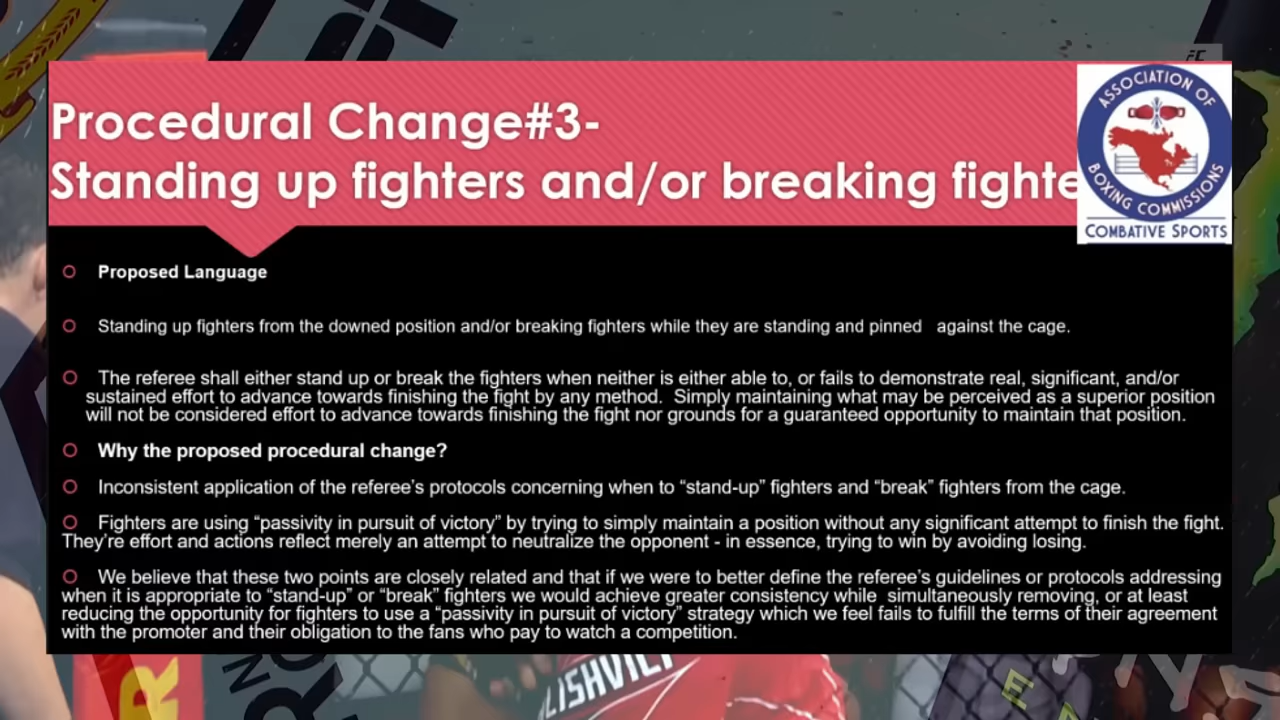 Procedural Change#3-
Standing up fighters and/or breaking fighte
ASSOCIATION OF
BOXING COMMISSIONS
COMBATIVE SPORTS
Proposed Language
Standing up fighters from the downed position and/or breaking fighters while they are standing and pinned against the cage.
The referee shall either stand up or break the fighters when neither is either able to, or fails to demonstrate real, significant, and/or
sustained effort to advance towards finishing the fight by any method. Simply maintaining what may be perceived as a superior position
will not be considered effort to advance towards finishing the fight nor grounds for a guaranteed opportunity to maintain that position.
Why the proposed procedural change?
Inconsistent application of the referee's protocols concerning when to “stand-up” fighters and “break” fighters from the cage.
Fighters are using “passivity in pursuit of victory” by trying to simply maintain a position without any significant attempt to finish the fight.
They're effort and actions reflect merely an attempt to neutralize the opponent - in essence, trying to win by avoiding losing.
We believe that these two points are closely related and that if we were to better define the referee's guidelines or protocols addressing
when it is appropriate to “stand-up” or “break” fighters we would achieve greater consistency while simultaneously removing, or at least
reducing the opportunity for fighters to use a “passivity in pursuit of victory” strategy which we feel fails to fulfill the terms of their agreement
with the promoter and their obligation to the fans who pay to watch a competition.
LISHVILI